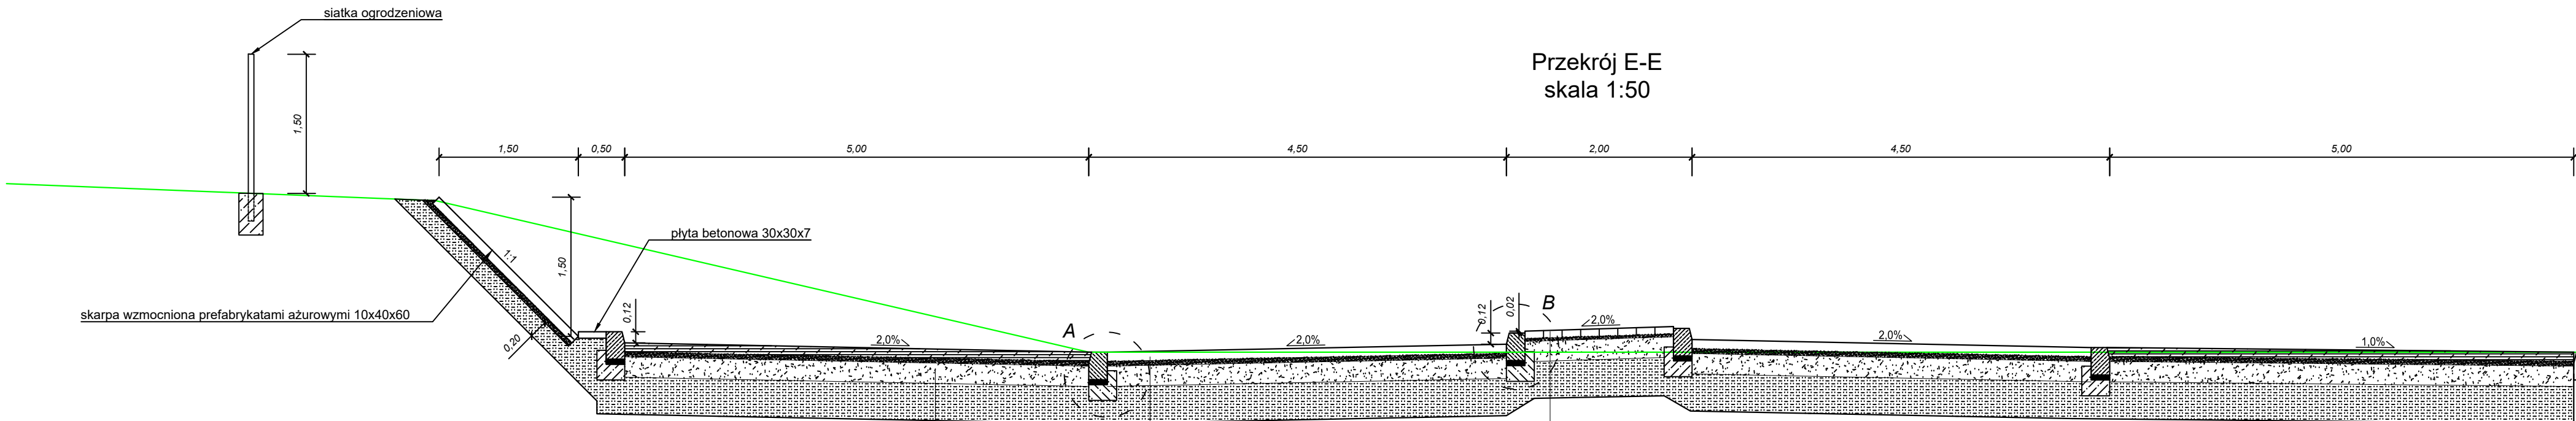 siatka ogrodzeniowa
Przekrój E-E
skala 1:50
1,50
1,50
0,50
5,00
4,50
2,00
4,50
5,00
płyta betonowa 30x30x7
1:1
1,50
skarpa wzmocniona prefabrykatami ażurowymi 10x40x60
0,20
0,12
2,0%
A
2,0%
0,12
0,02
B
2,0%
2,0%
1,0%